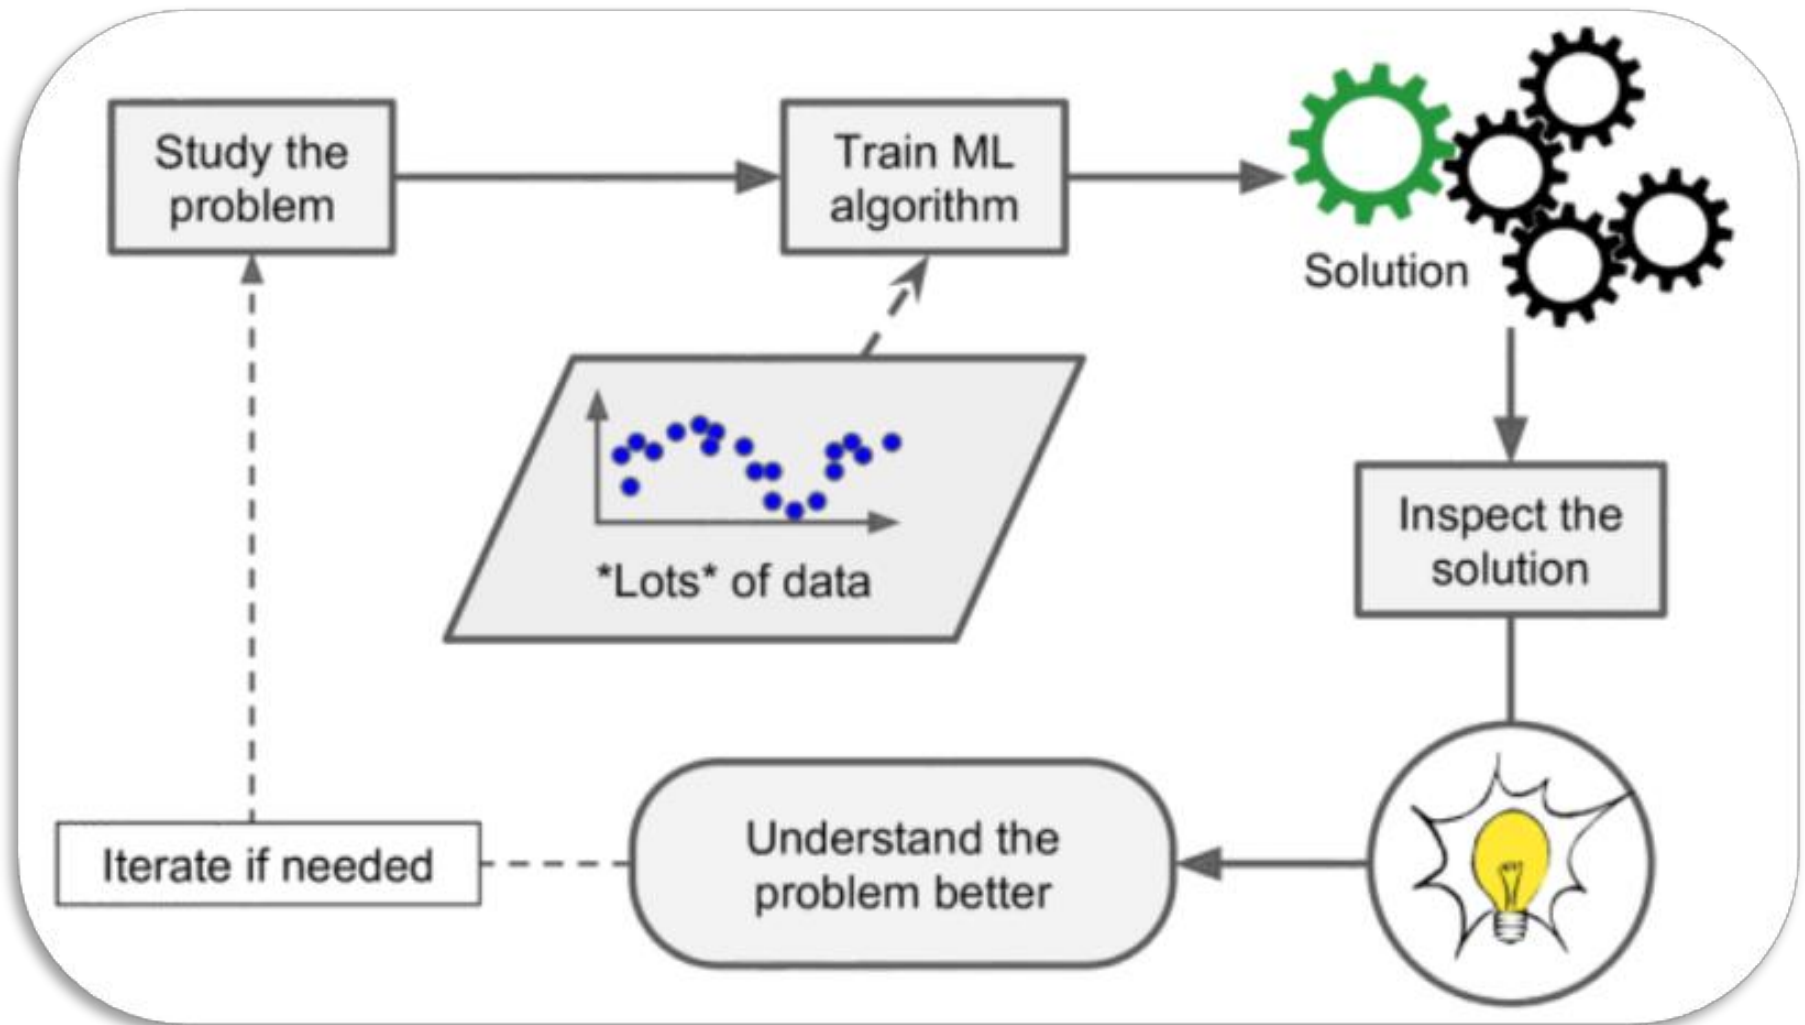 Study the
problem
Train ML
algorithm
Solution
*Lots* of data
Inspect the
solution
Understand the
problem better
Iterate if needed